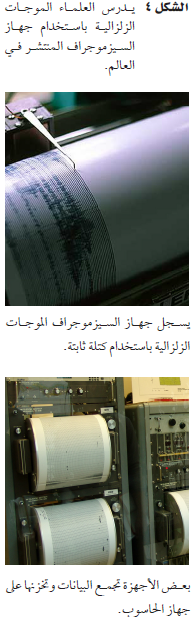 الشكل ٤ يدرس العلماء الموجات
الزلزالية باستخدام جهاز
السيزموجراف المنتشر في
العالم.
يسجل جهاز السيزموجراف الموجات
الزلزالية باستخدام كتلة ثابتة.
بعض الأجهزة تجمع البيانات وتخزنها على
جهاز الحاسوب.